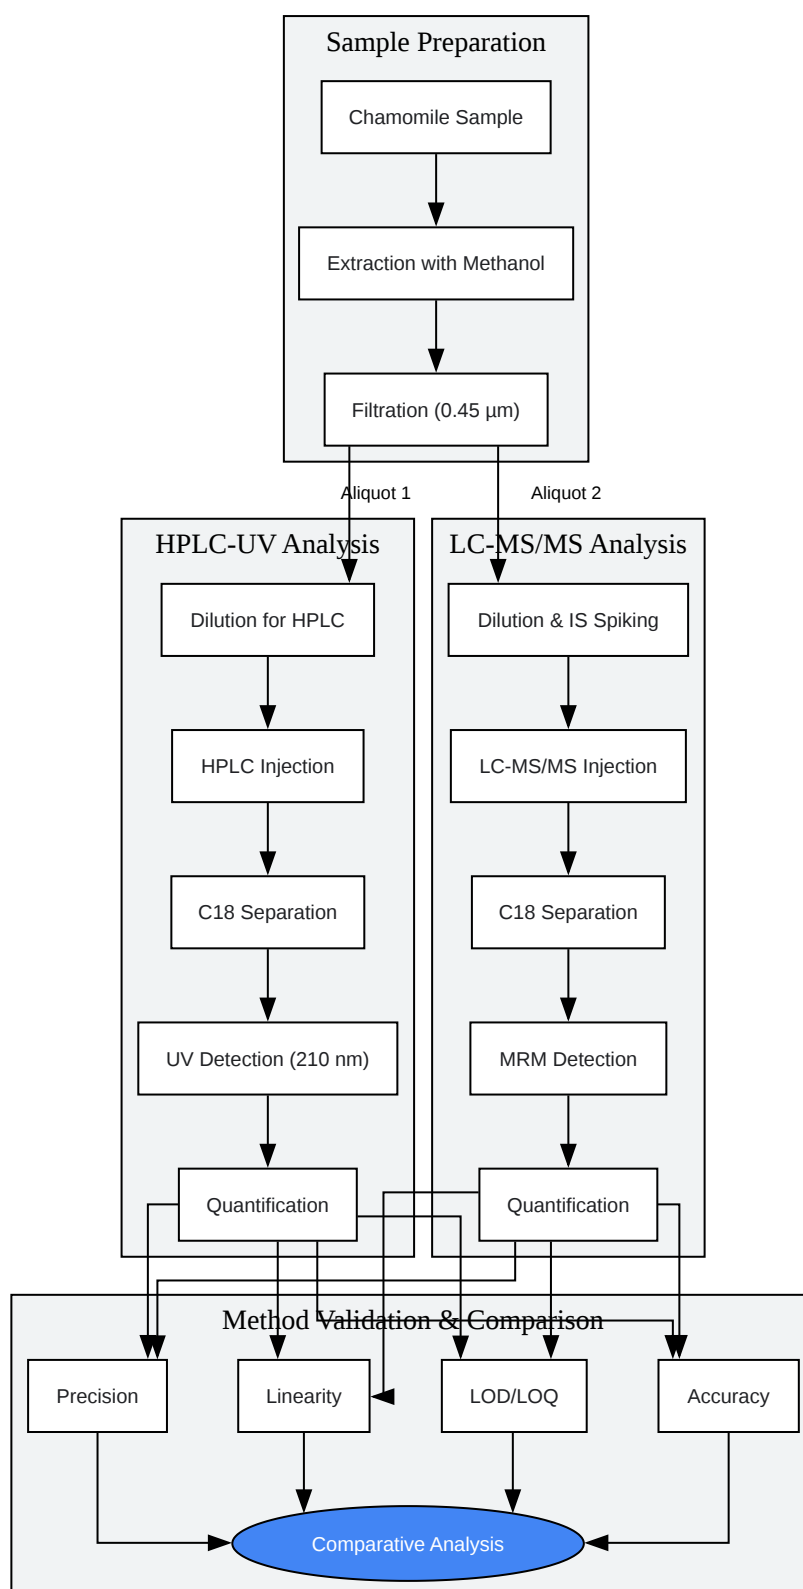 Sample Preparation
Chamomile Sample
Extraction with Methanol
Filtration (0.45 µm)
Aliquot 1
Aliquot 2
HPLC-UV Analysis
Dilution for HPLC
HPLC Injection
C18 Separation
UV Detection (210 nm)
Quantification
LC-MS/MS Analysis
Dilution & IS Spiking
LC-MS/MS Injection
C18 Separation
MRM Detection
Quantification
Method Validation & Comparison
Precision
Linearity
LOD/LOQ
Accuracy
Comparative Analysis